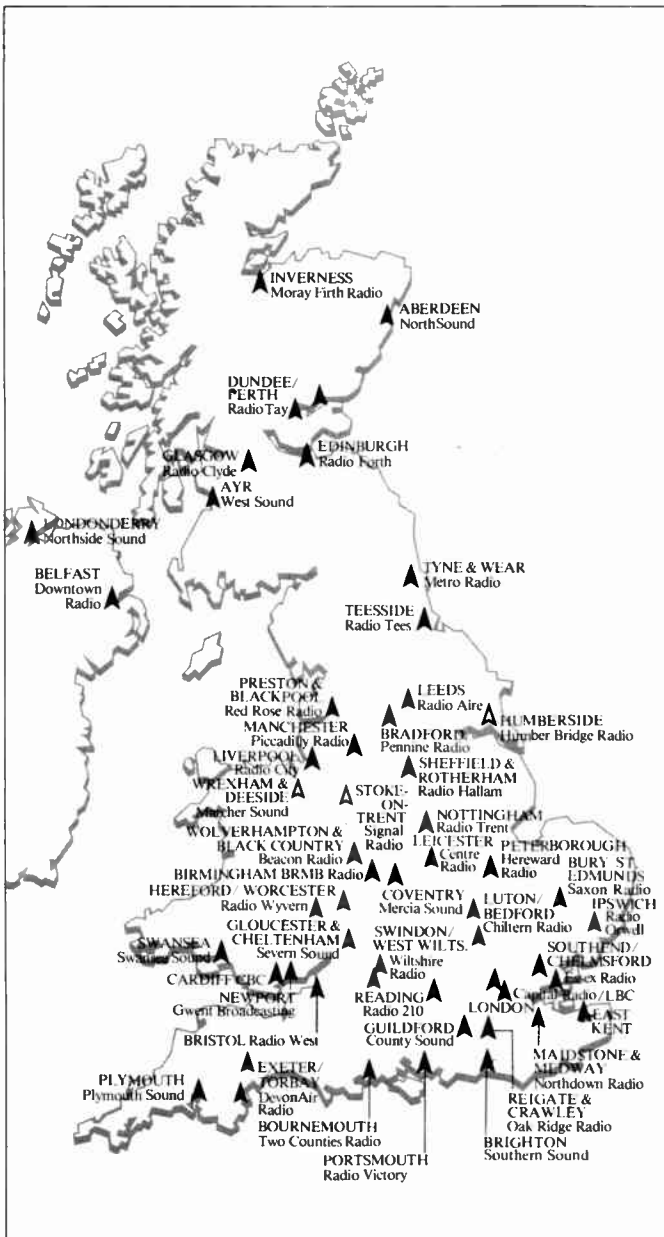 INVERNESS
Moray Firth Radio
ABERDEEN
NorthSound
DUNDEE/
PERTH
Radio Tay
EDINBURGH
Radio Forth
GLASGOW
Radio Clyde
AYR
West Sound
LONDONDERRY
Northside Sound
BELFAST
Downtown
Radio
TYNE & WEAR
Metro Radio
TEESSIDE
Radio Tees
PRESTON &
BLACKPOOL
Red Rose Radio
LEEDS
Radio Aire
HUMBERSIDE
Humber Bridge Radio
BRADFORD
Pennine Radio
MANCHESTER
Piccadilly Radio
LIVERPOOL
Radio City
SHEFFIELD &
ROTHERHAM
Radio Hallam
WREXHAM &
DEESIDE
Marcher Sound
STOKE-
ON-
TRENT
Signal
Radio
NOTTINGHAM
Radio Trent
WOLVERHAMPTON &
BLACK COUNTRY
Beacon Radio
LEICESTER
Centre
Radio
PETERBOROUGH
Hereward
Radio
BURY ST.
EDMUNDS
Saxon Radio
BIRMINGHAM BRMB Radio
HEREFORD/WORCESTER
Radio Wyvern
COVENTRY
Mercia Sound
LUTON/
BEDFORD
Chiltern Radio
IPSWICH
Radio
Orwell
GLOUCESTER &
CHELTENHAM
Severn Sound
SWINDON/
WEST WILTS.
Wiltshire
Radio
SOUTHEND/
CHELMSFORD
Essex Radio
SWANSEA
Swansea Sound
CARDIFF CBC
NEWPORT
Gwent Broadcasting
READING
Radio 210
Capital Radio/LBC
LONDON
EAST
KENT
GUILDFORD
County Sound
BRISTOL Radio West
MAIDSTONE &
MEDWAY
Northdown Radio
PLYMOUTH
Plymouth Sound
EXETER/
TORBAY
DevonAir
Radio
REIGATE &
CRAWLEY
Oak Ridge Radio
BOURNEMOUTH
Two Counties Radio
BRIGHTON
Southern Sound
PORTSMOUTH
Radio Victory